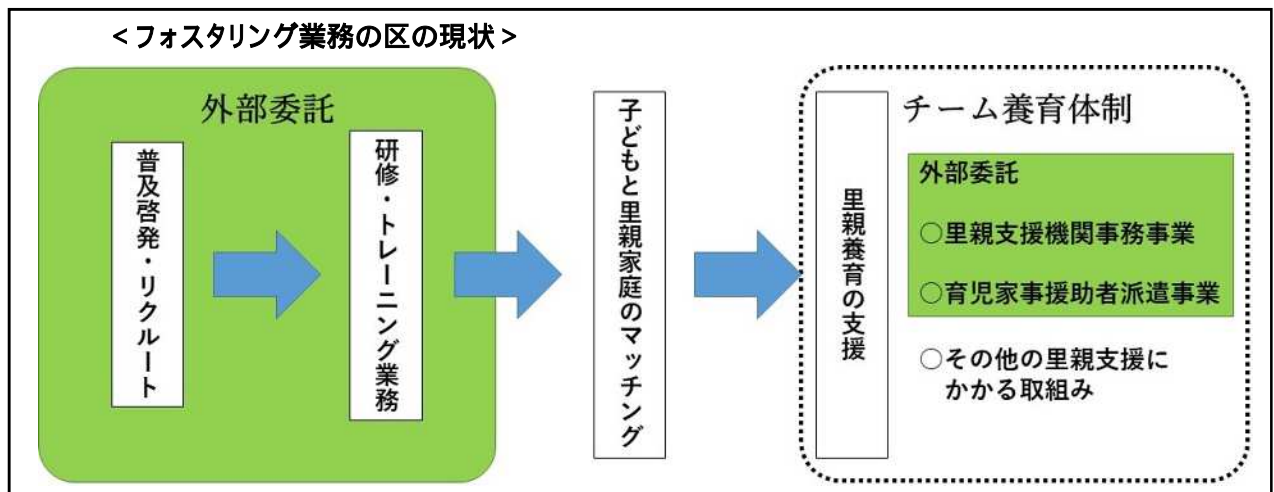 <フォスタリング業務の区の現状>
外部委託
普及啓発・リクルート
研修・トレーニング業務
子どもと里親家庭のマッチング
チーム養育体制
里親養育の支援
外部委託
○里親支援機関事務事業
○育児家事援助者派遣事業
○その他の里親支援に
かかる取組み